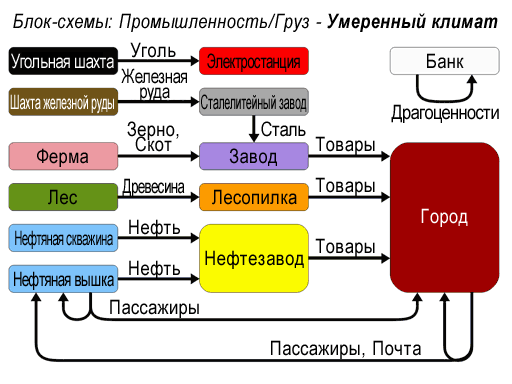 Блок-схемы: Промышленность/Груз - Умеренный климат
Угольная шахта
Уголь
Электростанция
Банк
Драгоценности
Шахта железной руды
Железная
руда
Сталелитейный завод
Сталь
Ферма
Зерно,
Скот
Завод
Товары
Город
Лес
Древесина
Лесопилка
Товары
Нефтяная скважина
Нефть
Нефтезавод
Товары
Нефтяная вышка
Нефть
Пассажиры
Пассажиры, Почта